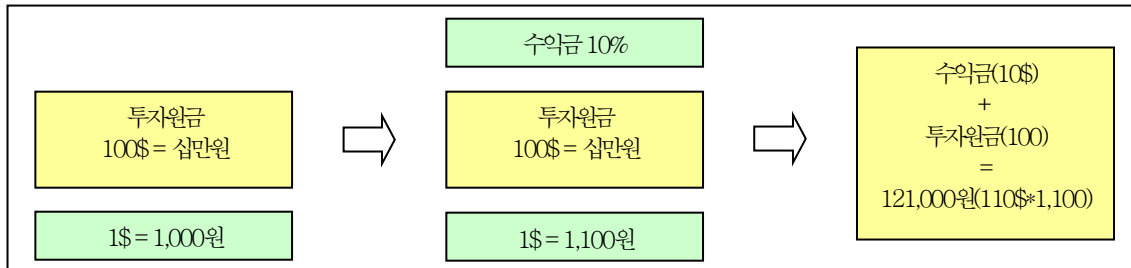 투자원금
100$ = 십만원
1$ = 1,000원
수익금 10%
투자원금
100$ = 십만원
1$ = 1,100원
수익금(10$)
+
투자원금(100)
=
121,000원(110$*1,100)